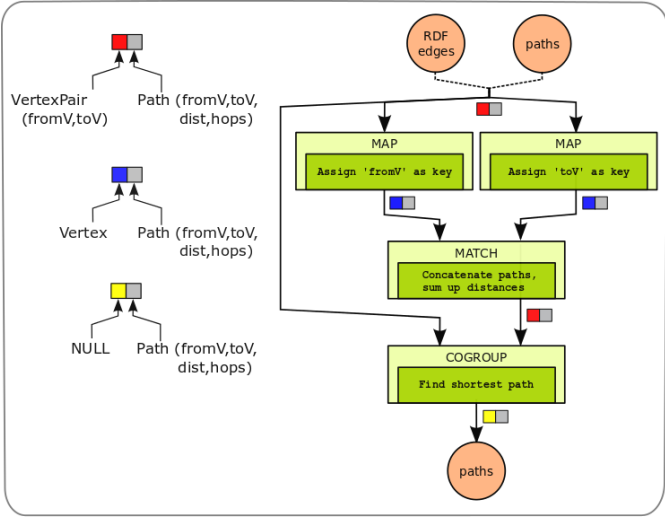 VertexPair
(fromV,toV)
Path (fromV,toV,
dist,hops)
Vertex
Path (fromV,toV,
dist,hops)
NULL
Path (fromV,toV,
dist,hops)
RDF
edges
paths
MAP
Assign 'fromV' as key
MAP
Assign 'toV' as key
MATCH
Concatenate paths,
sum up distances
COGROUP
Find shortest path
paths